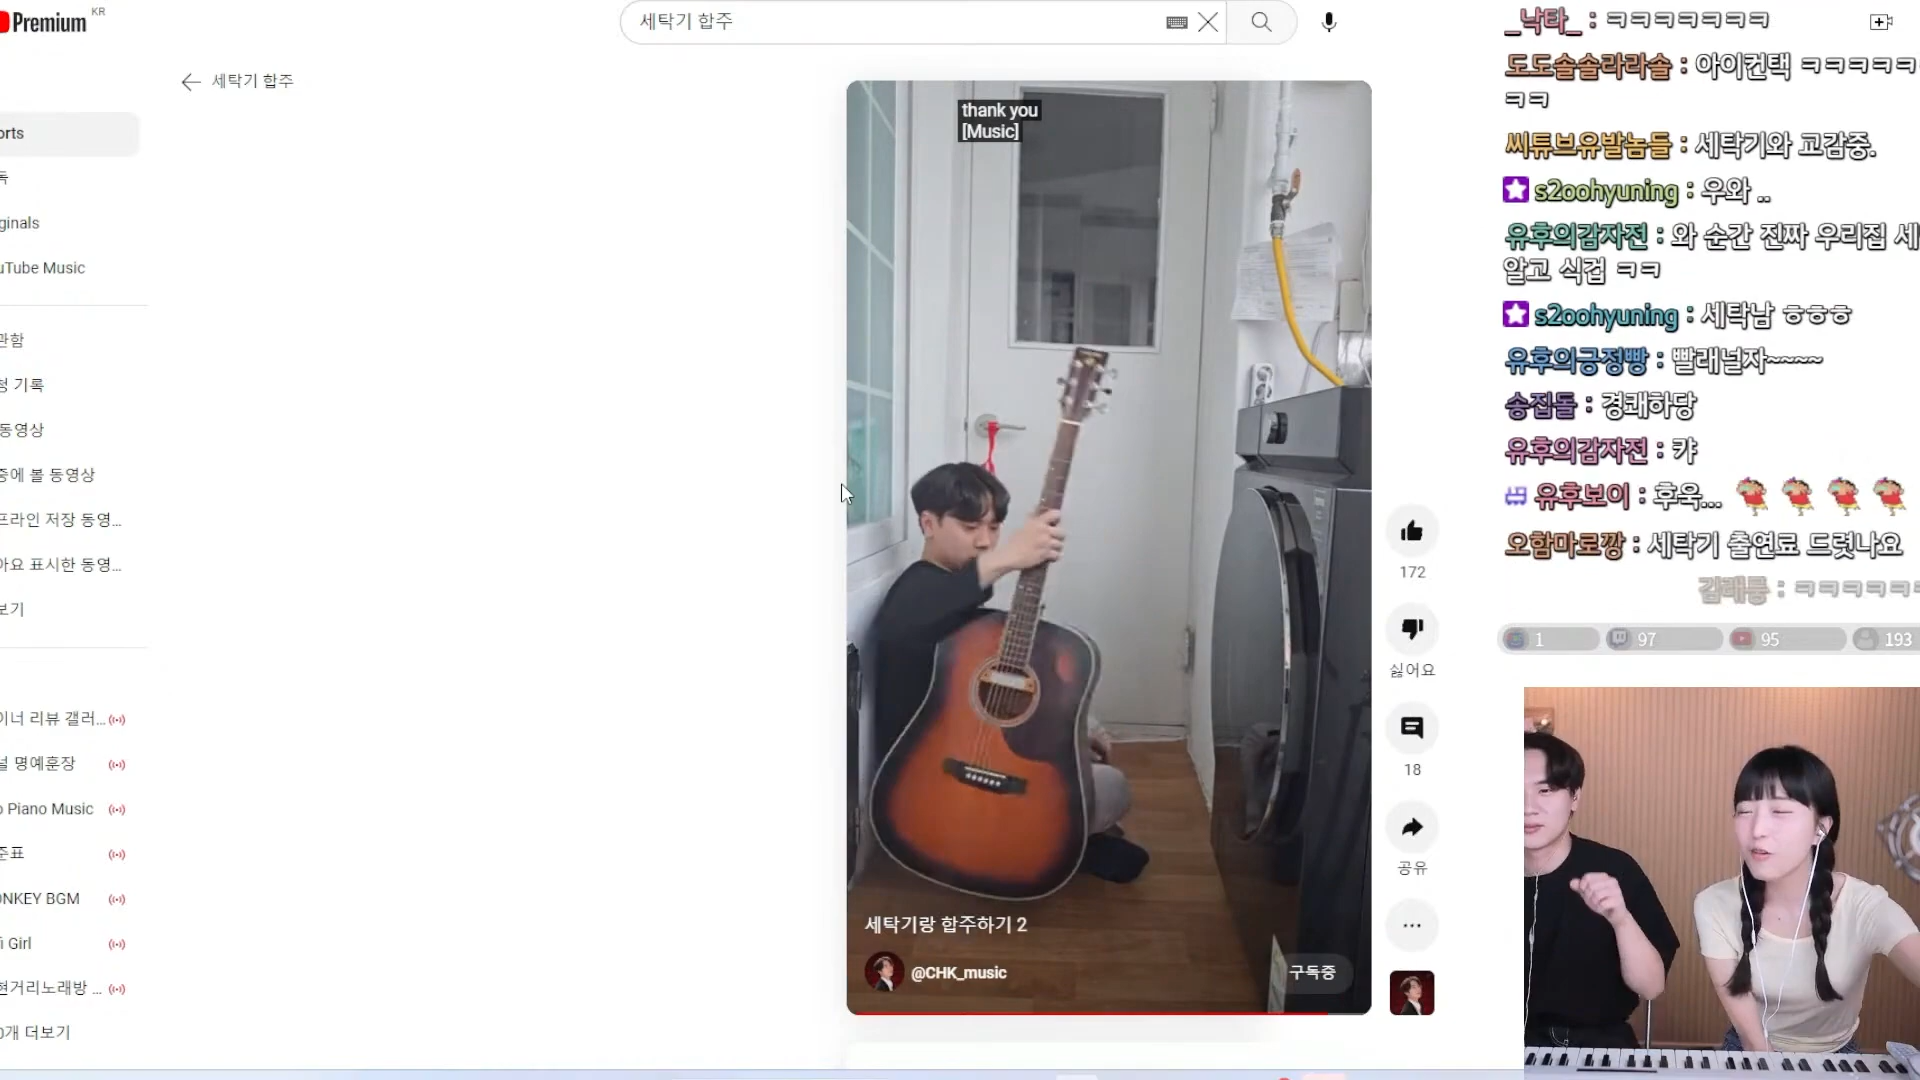 Premium KR
세탁기 합주
세탁기 합주
orts
독
ginals
uTube Music
관함
청 기록
동영상
중에 볼 동영상
프라인 저장 동영...
아요 표시한 동영...
보기
이너 리뷰 갤러...
널 명예훈장
o Piano Music
준표
ONKEY BGM
i Girl
현거리노래방 ...
0개 더보기
thank you
[Music]
세탁기랑 합주하기 2
@CHK_music
구독중
172
싫어요
18
공유
_낙타_ : ㅋㅋㅋㅋㅋㅋㅋ
도도솔솔라라솔 : 아이컨택 ㅋㅋㅋㅋㅋ
ㅋㅋ
씨튜브유발놈들 : 세탁기와 교감중.
s2oohyuning : 우와 ..
유후의감자전 : 와 순간 진짜 우리집 세
알고 식겁 ㅋㅋ
s2oohyuning : 세탁남 ㅎㅎㅎ
유후의긍정빵 : 빨래널자~~~~
송집돌 : 경쾌하당
유후의감자전 : 캬
유후보이 : 후욱...
오함마로깡 : 세탁기 출연료 드렷나요
김래룽 : ㅋㅋㅋㅋㅋㅋ
1
97
95
193